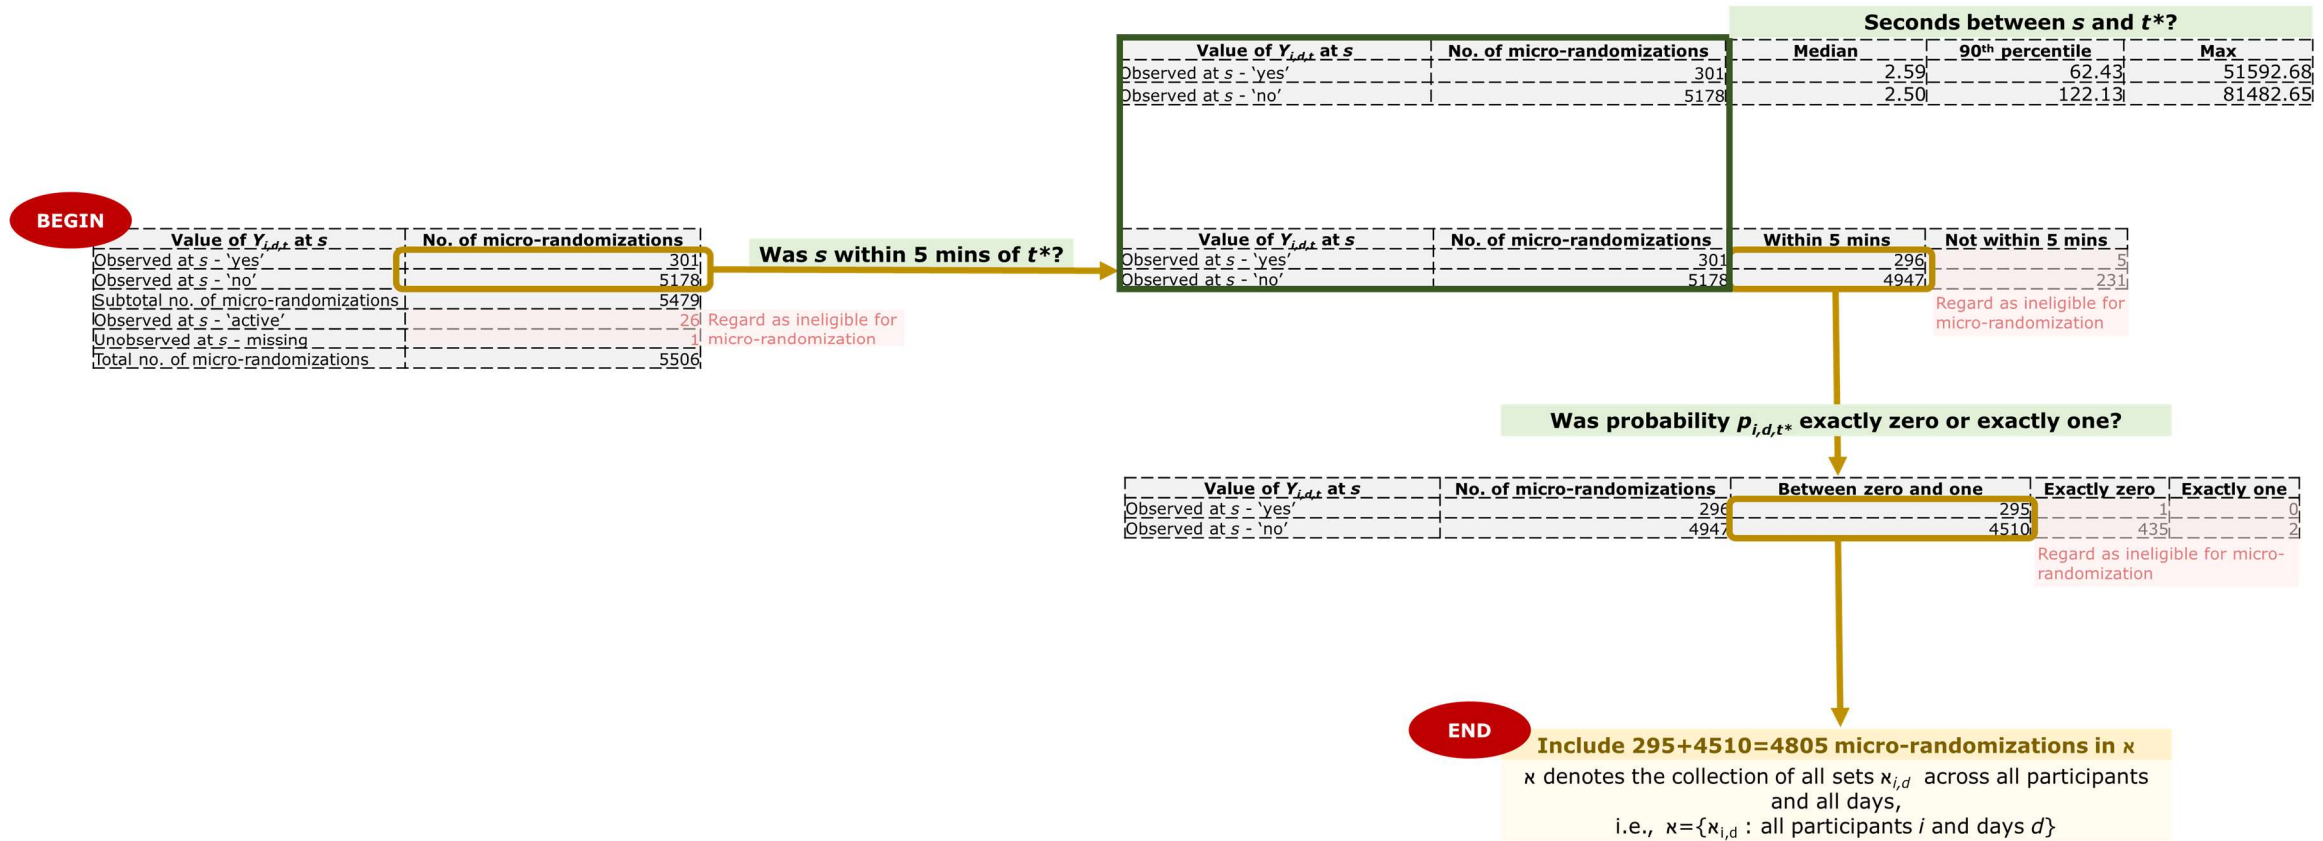 Seconds between s and t*?
Value of Y i,d,t at s No. of micro-randomizations Median 90th percentile Max
Observed at s - ‘yes’ 301 2.59 62.43 51592.68
Observed at s - ‘no’ 5178 2.50 122.13 81482.65
BEGIN
Value of Y i,d,t at s No. of micro-randomizations
Observed at s - ‘yes’ 301
Observed at s - ‘no’ 5178
Subtotal no. of micro-randomizations 5479
Observed at s - ‘active’ 26
Unobserved at s - missing 1
Total no. of micro-randomizations 5506
Regard as ineligible for
micro-randomization
Was s within 5 mins of t*?
Value of Y i,d,t at s No. of micro-randomizations Within 5 mins Not within 5 mins
Observed at s - ‘yes’ 301 296 5
Observed at s - ‘no’ 5178 4947 231
Regard as ineligible for
micro-randomization
Was probability p i,d,t* exactly zero or exactly one?
Value of Y i,d,t at s No. of micro-randomizations Between zero and one Exactly zero Exactly one
Observed at s - ‘yes’ 296 295 1 0
Observed at s - ‘no’ 4947 4510 435 2
Regard as ineligible for micro-
randomization
END
Include 295+4510=4805 micro-randomizations in ℵ
ℵ denotes the collection of all sets ℵ i,d across all participants
and all days,
i.e., ℵ={ℵ i,d : all participants i and days d}